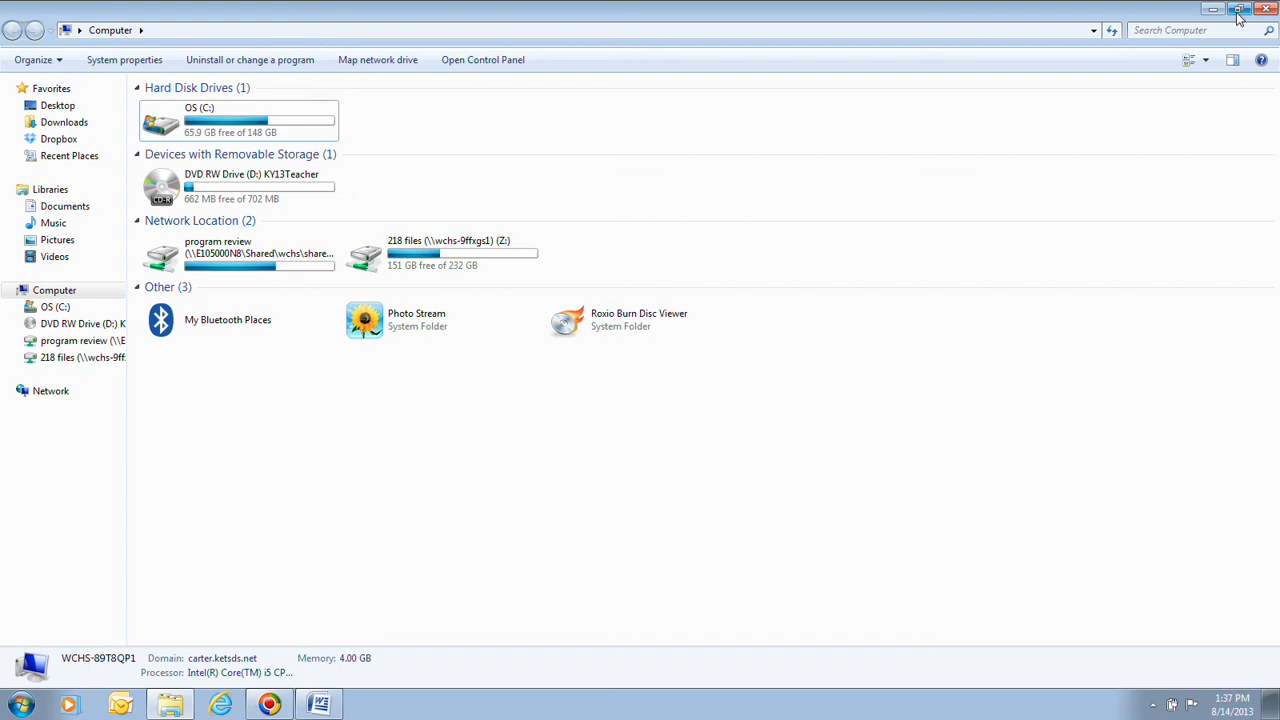 Computer
Search Computer
Organize
System properties
Uninstall or change a program
Map network drive
Open Control Panel
Favorites
Desktop
Downloads
Dropbox
Recent Places
Libraries
Documents
Music
Pictures
Videos
Computer
OS (C:)
DVD RW Drive (D:) K
program review (\\E
218 files (\\wchs-9ff
Network
Hard Disk Drives (1)
OS (C:)
65.9 GB free of 148 GB
Devices with Removable Storage (1)
DVD RW Drive (D:) KY13Teacher
CD-R
662 MB free of 702 MB
Network Location (2)
program review
(\\E105000N8\Shared\wchs\share...
218 files (\\wchs-9ffxgs1) (Z:)
151 GB free of 232 GB
Other (3)
My Bluetooth Places
Photo Stream
System Folder
Roxio Burn Disc Viewer
System Folder
WCHS-89T8QP1 Domain: carter.ketsds.net Memory: 4.00 GB
Processor: Intel(R) Core(TM) i5 CP...
1:37 PM
8/14/2013